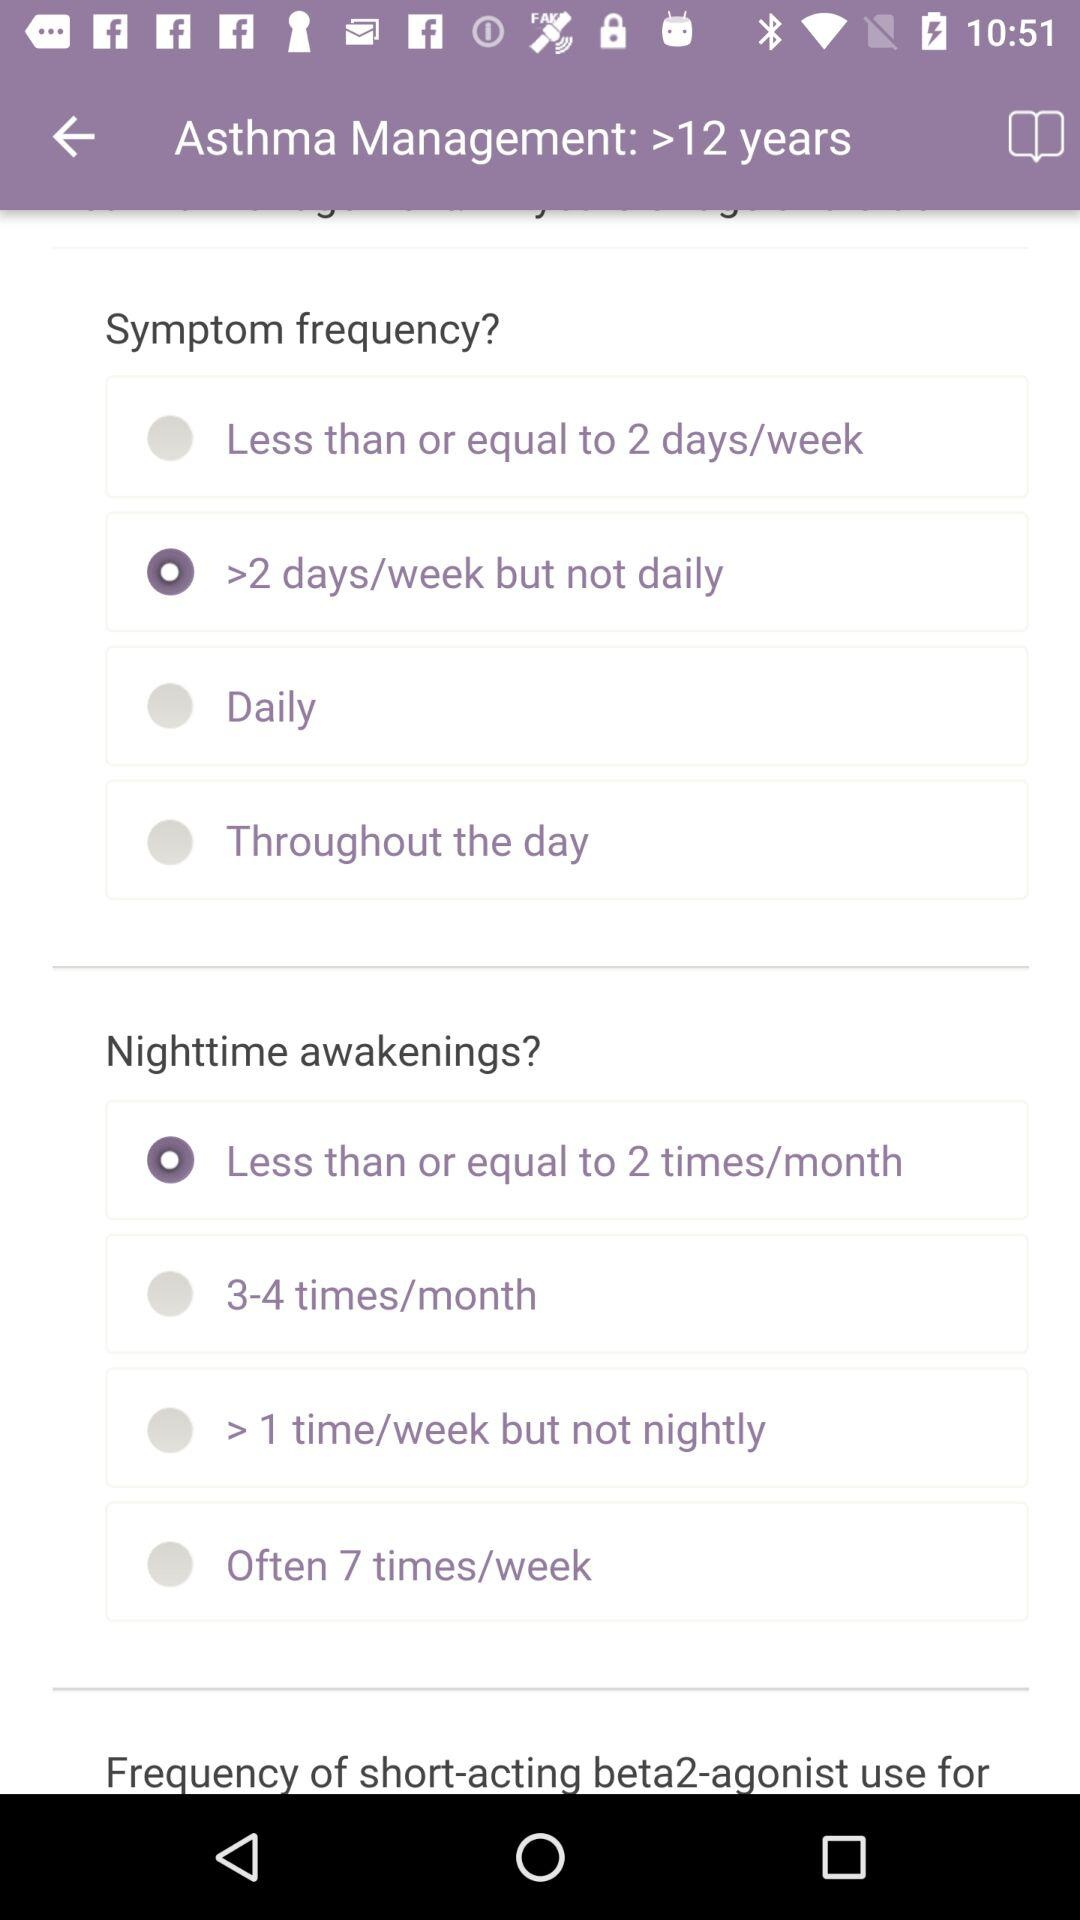 FAKE
10:51
Asthma Management: >12 years
Symptom frequency?
Less than or equal to 2 days/week
>2 days/week but not daily
Daily
Throughout the day
Nighttime awakenings?
Less than or equal to 2 times/month
3-4 times/month
> 1 time/week but not nightly
Often 7 times/week
Frequency of short-acting beta2-agonist use for